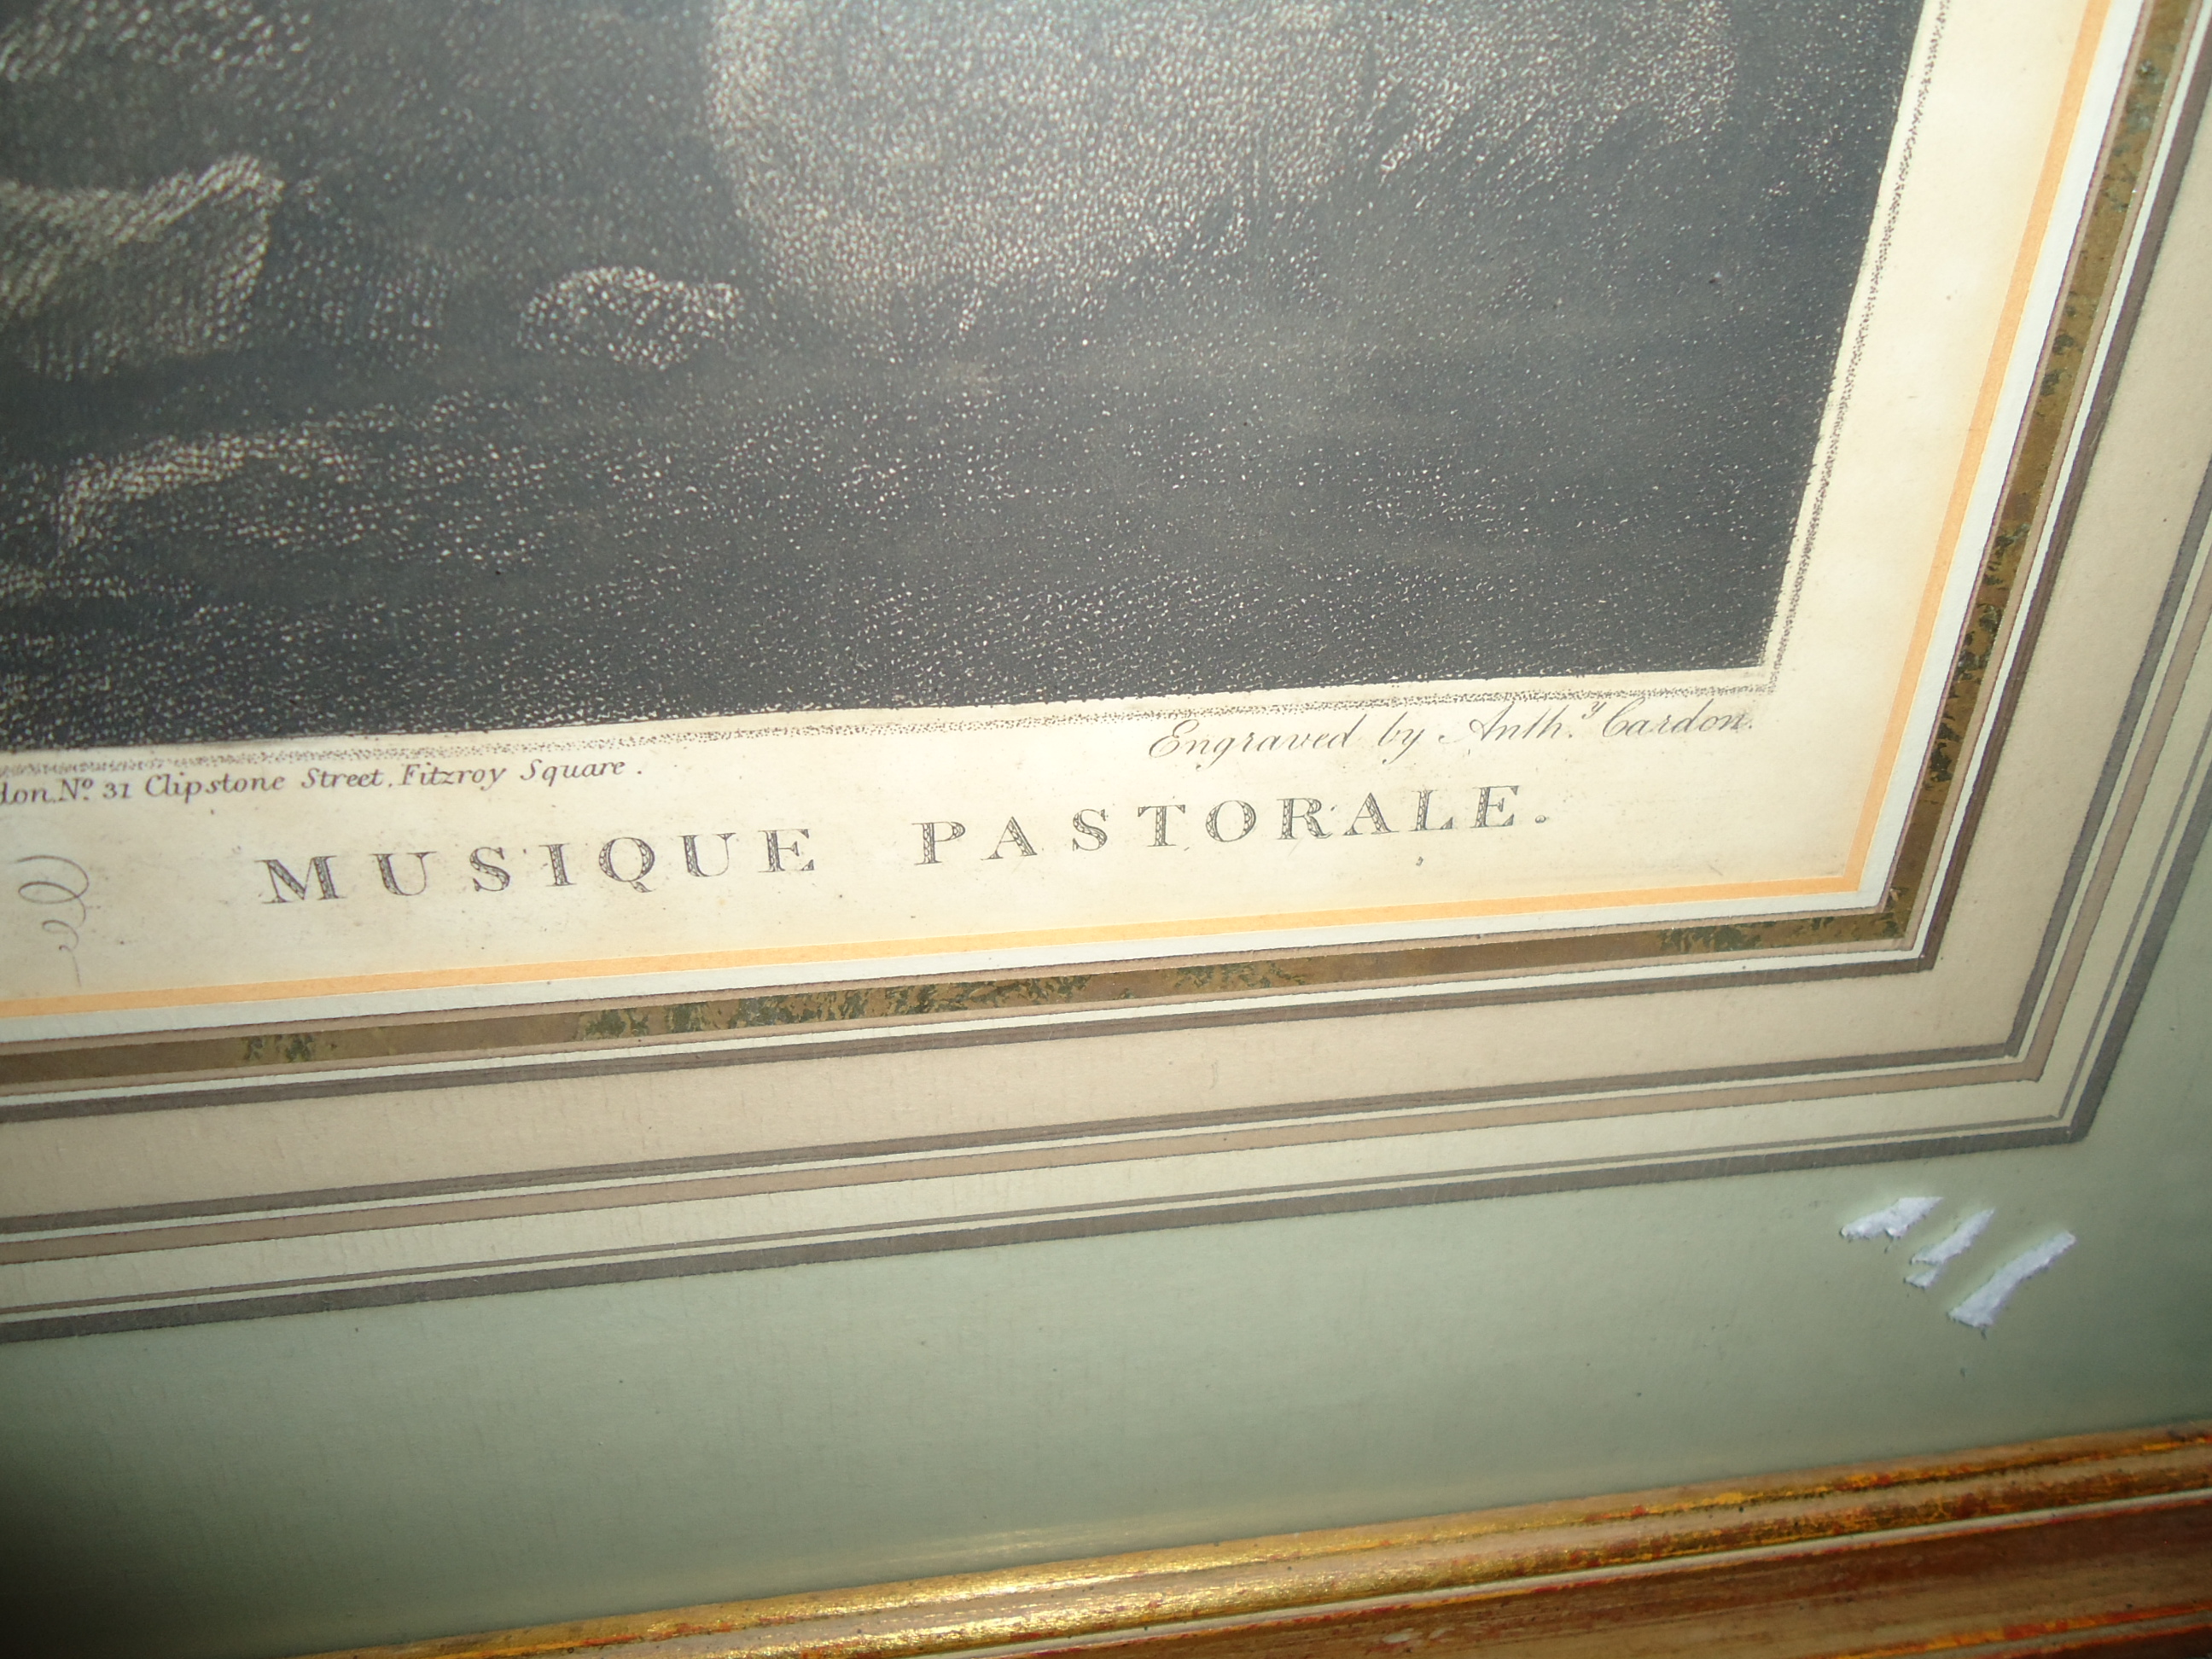 Engraved by Anth.y Cardon.
don. No. 31 Clipstone Street, Fitzroy Square.
MUSIQUE PASTORALE.